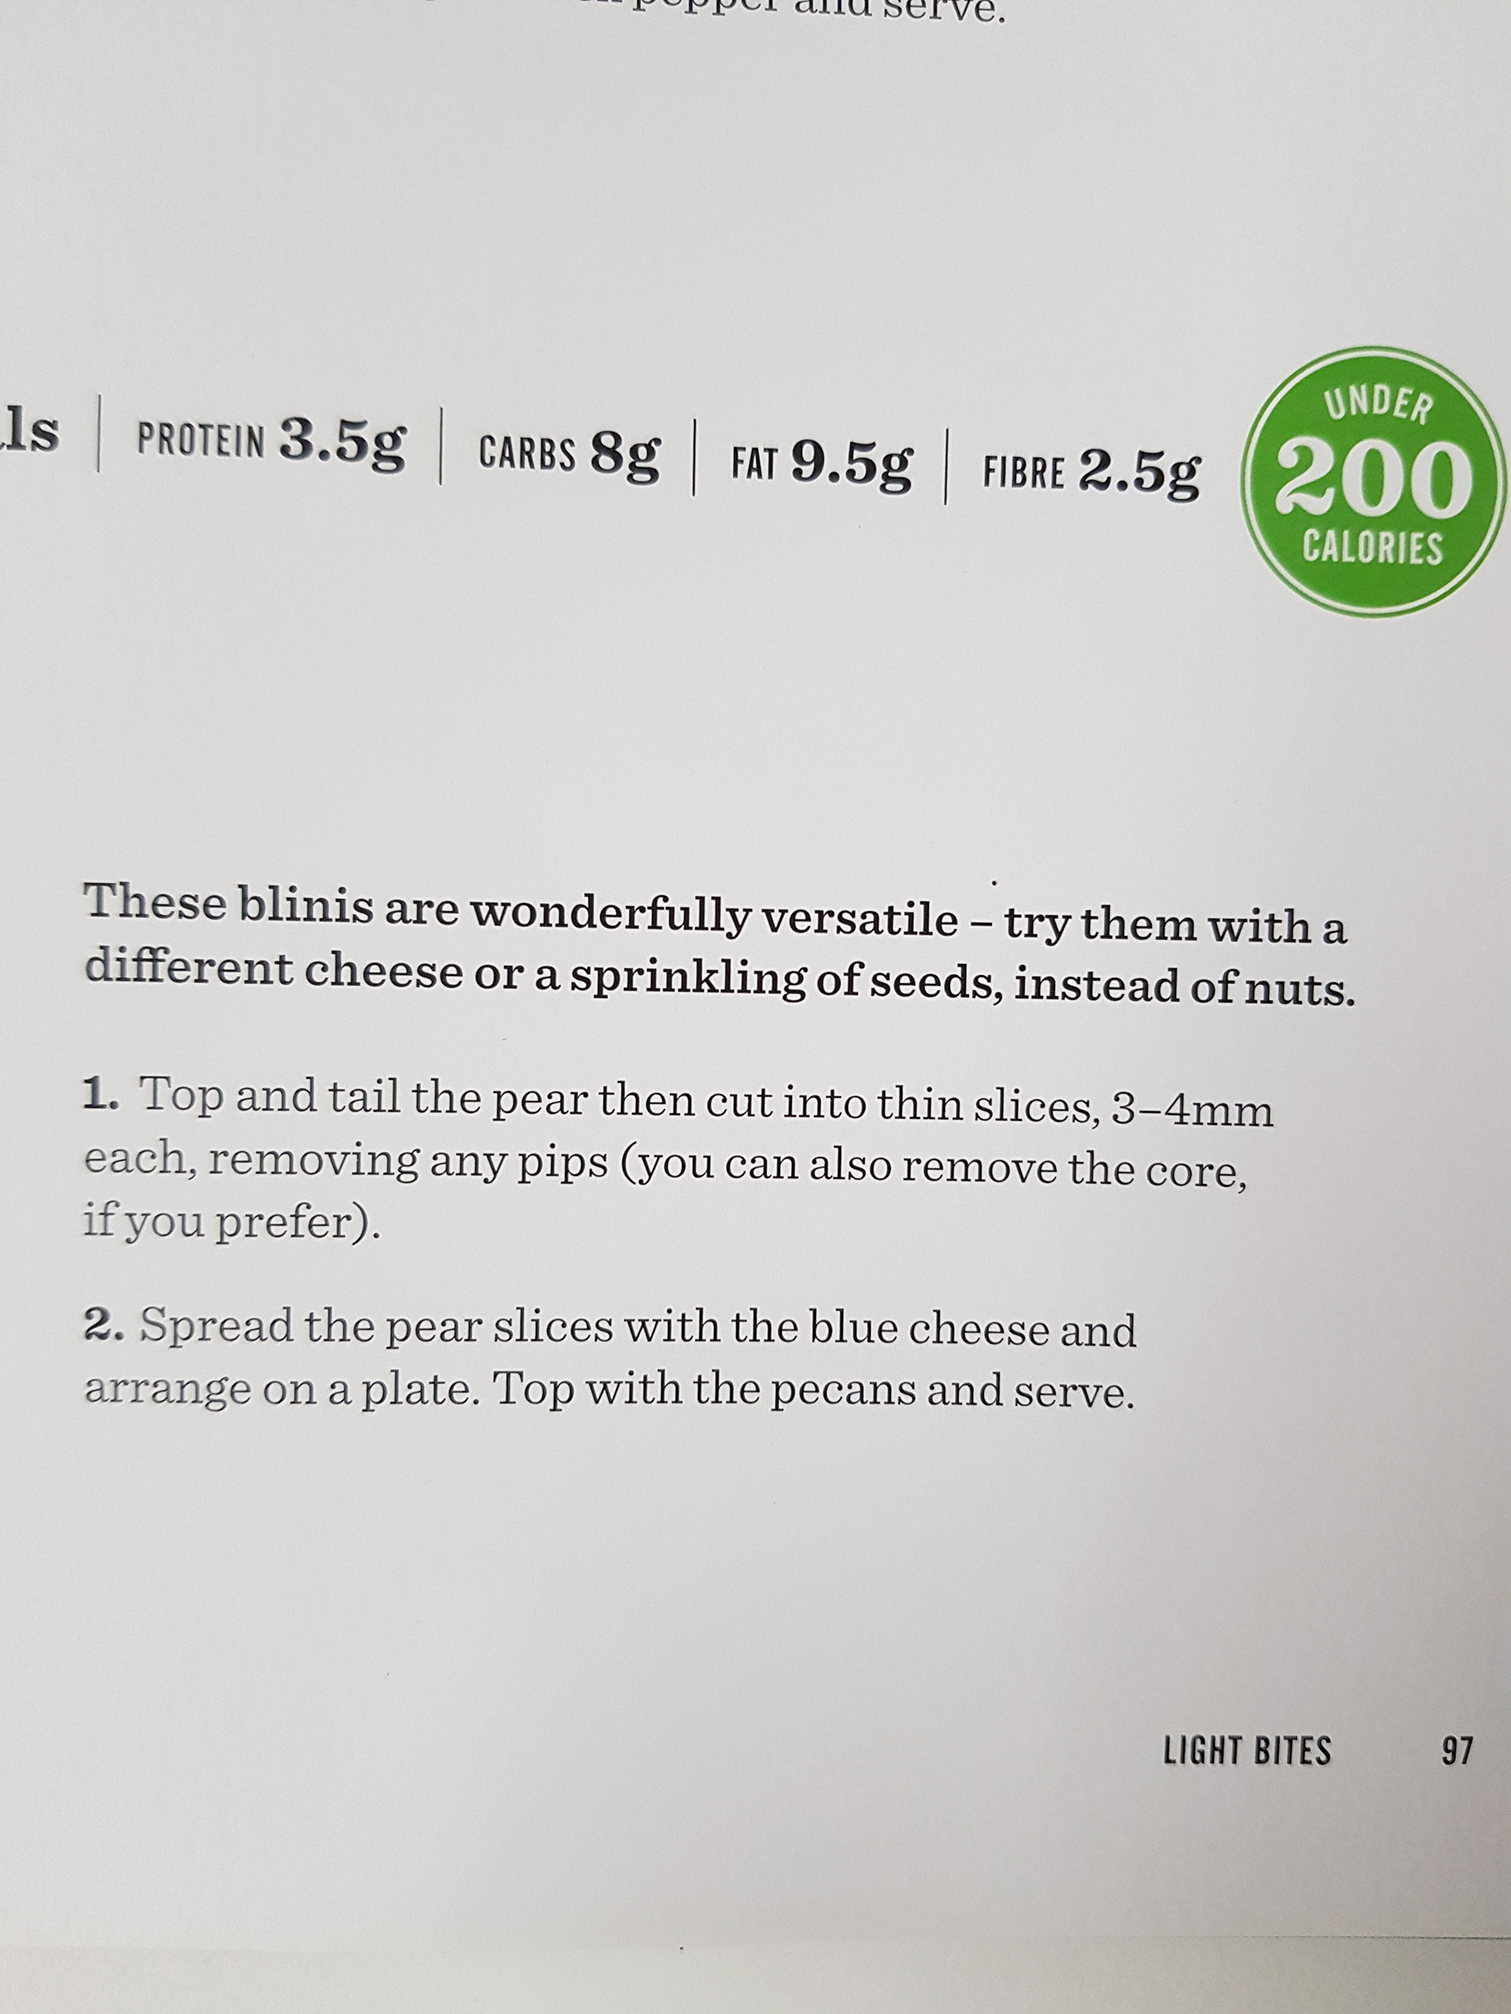 pepper and serve.
PROTEIN 3.5g | CARBS 8g | FAT 9.5g | FIBRE 2.5g
UNDER
200
CALORIES
These blinis are wonderfully versatile – try them with a
different cheese or a sprinkling of seeds, instead of nuts.
1. Top and tail the pear then cut into thin slices, 3–4mm
each, removing any pips (you can also remove the core,
if you prefer).
2. Spread the pear slices with the blue cheese and
arrange on a plate. Top with the pecans and serve.
LIGHT BITES 97